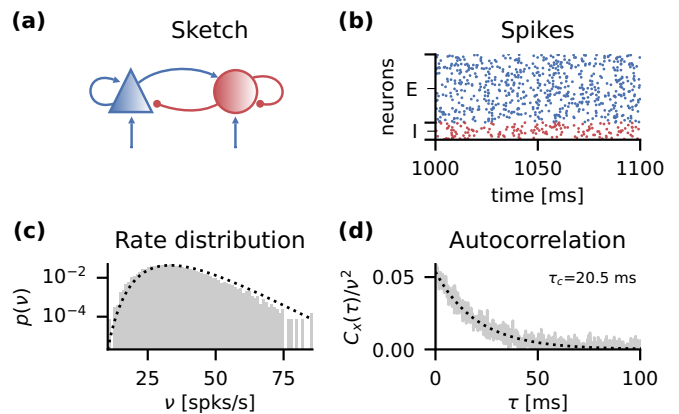 (a)
Sketch
(b)
Spikes
neurons
E
I
1000
1050
1100
time [ms]
(c)
Rate distribution
p(ν)
10⁻²
10⁻⁴
25
50
75
ν [spks/s]
(d)
Autocorrelation
C_x(τ)/ν²
0.05
0.00
τ_c=20.5 ms
0
50
100
τ [ms]